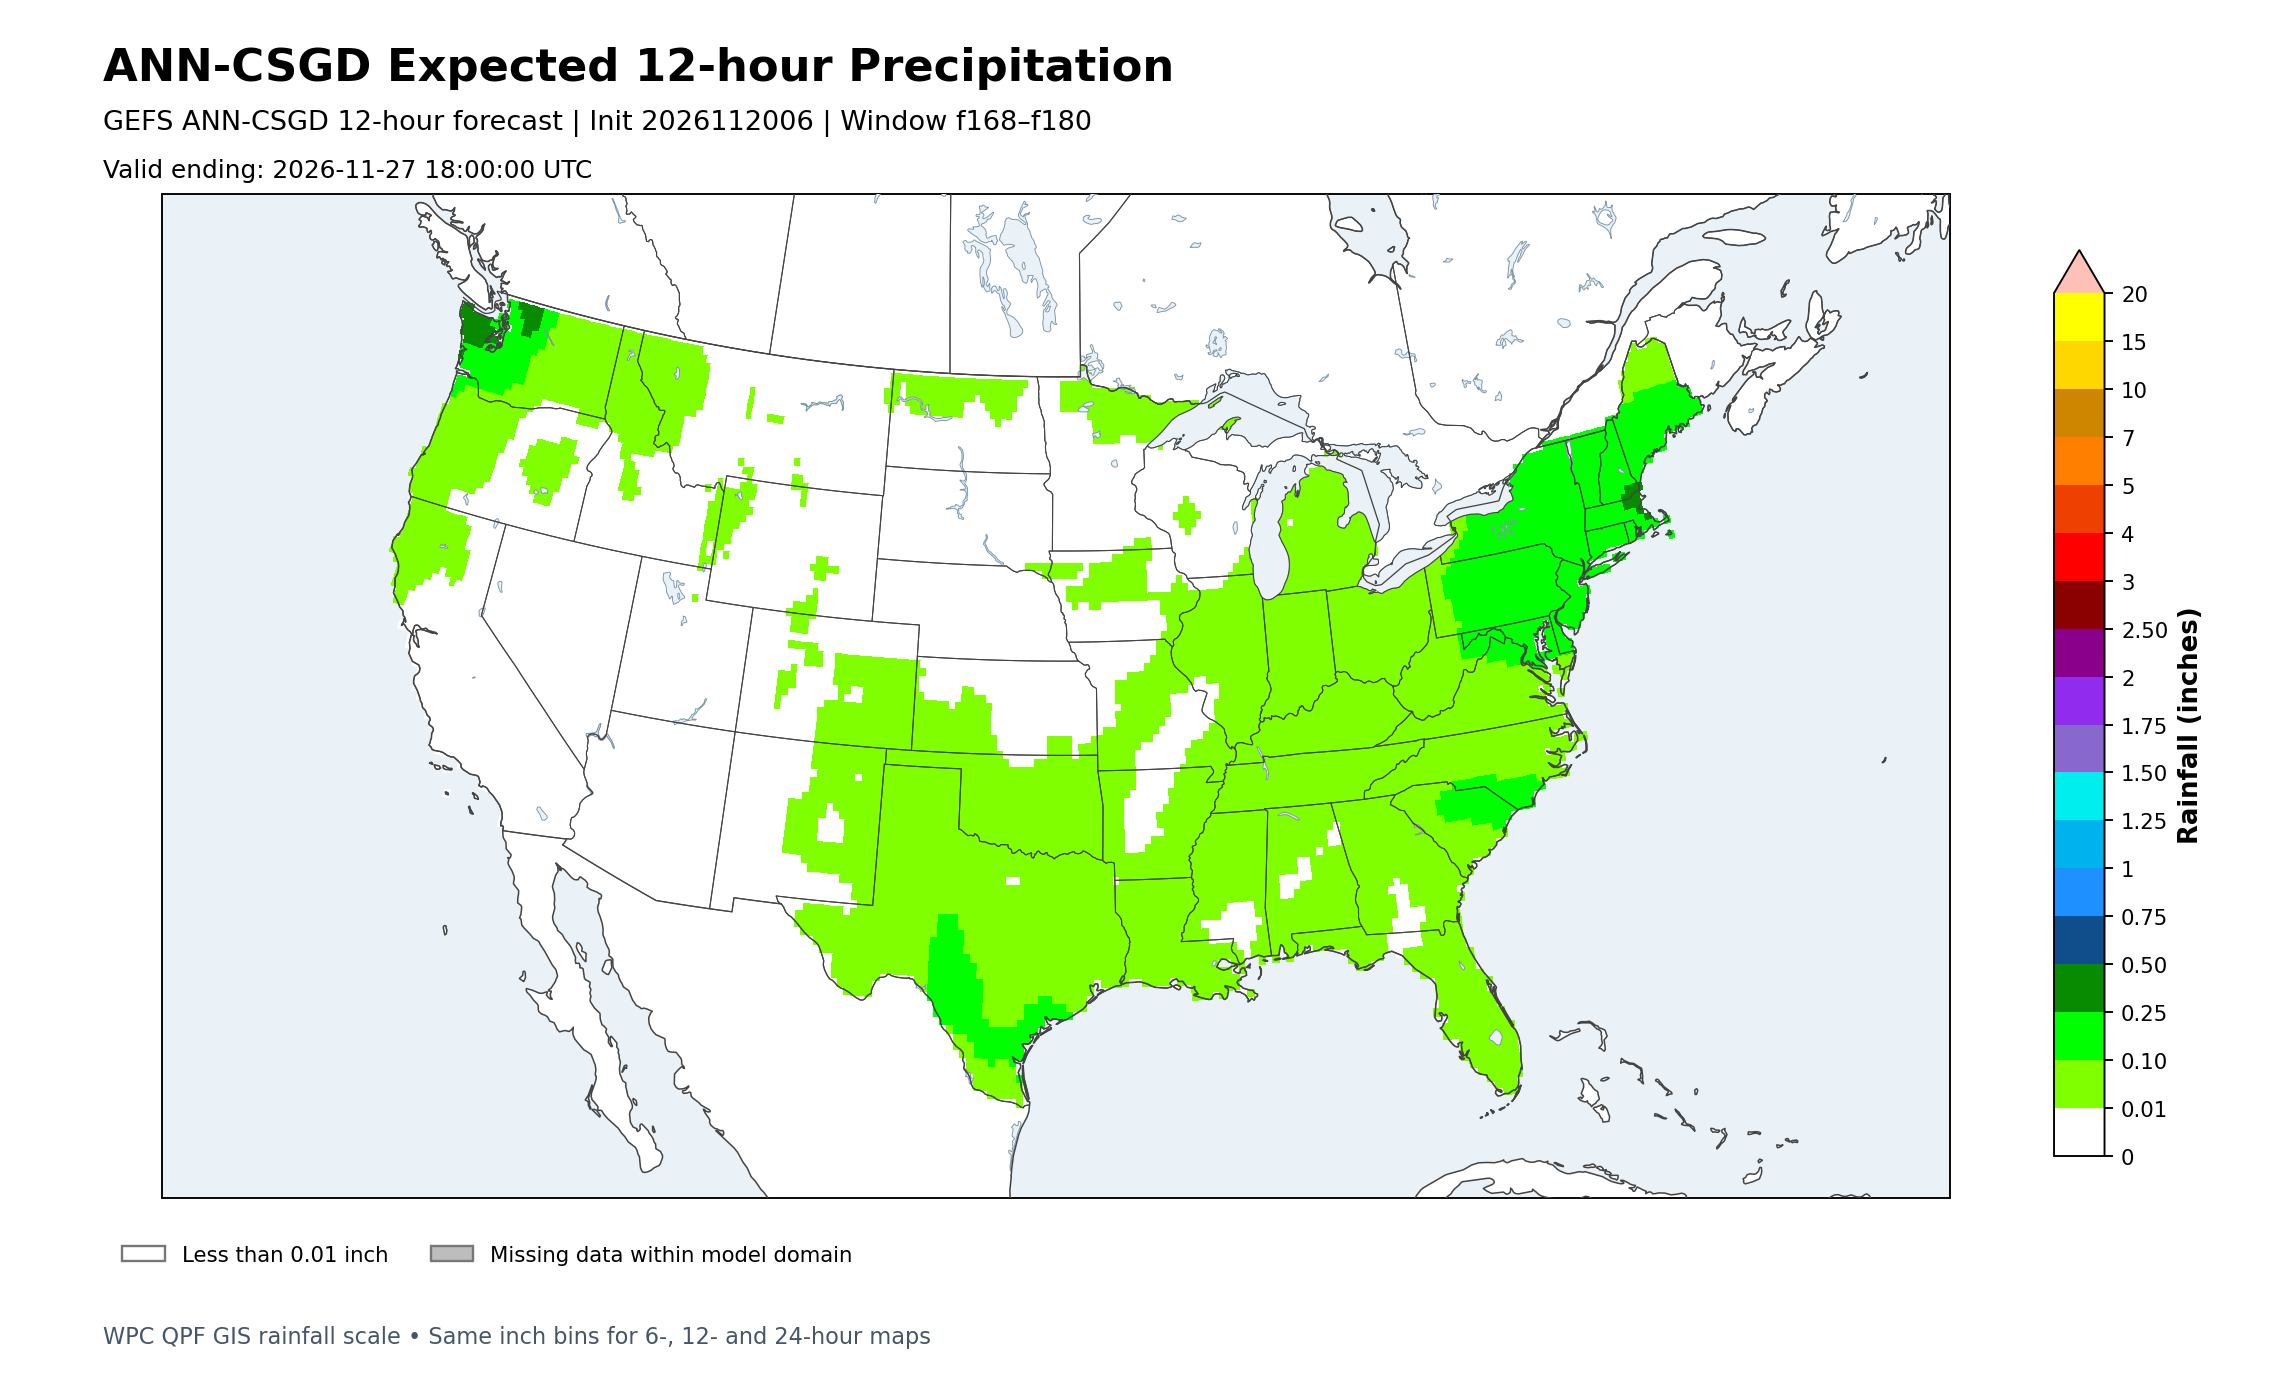 ANN-CSGD Expected 12-hour Precipitation
GEFS ANN-CSGD 12-hour forecast | Init 2026112006 | Window f168–f180
Valid ending: 2026-11-27 18:00:00 UTC
20
15
10
7
5
4
3
2.50
2
1.75
1.50
1.25
1
0.75
0.50
0.25
0.10
0.01
0
Rainfall (inches)
Less than 0.01 inch
Missing data within model domain
WPC QPF GIS rainfall scale • Same inch bins for 6-, 12- and 24-hour maps